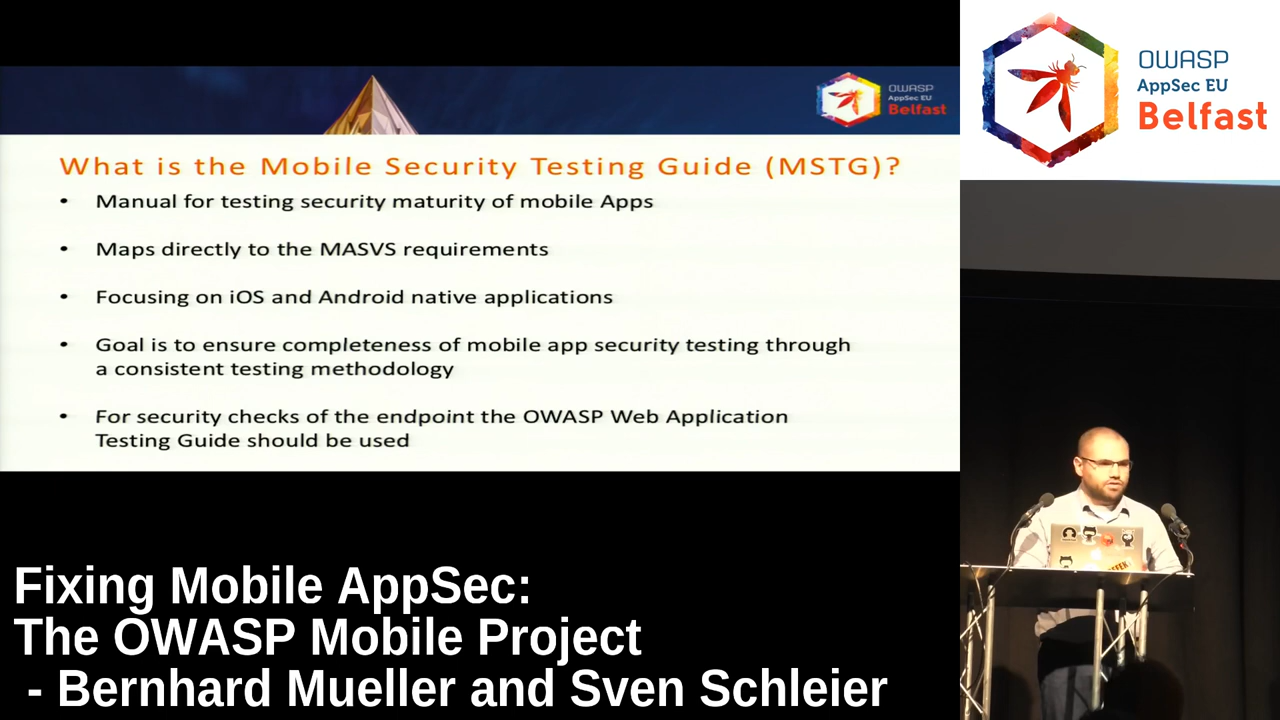 OWASP
AppSec EU
Belfast
OWASP
AppSec EU
Belfast
What is the Mobile Security Testing Guide (MSTG)?
• Manual for testing security maturity of mobile Apps
• Maps directly to the MASVS requirements
• Focusing on iOS and Android native applications
• Goal is to ensure completeness of mobile app security testing through
a consistent testing methodology
• For security checks of the endpoint the OWASP Web Application
Testing Guide should be used
Fixing Mobile AppSec:
The OWASP Mobile Project
- Bernhard Mueller and Sven Schleier